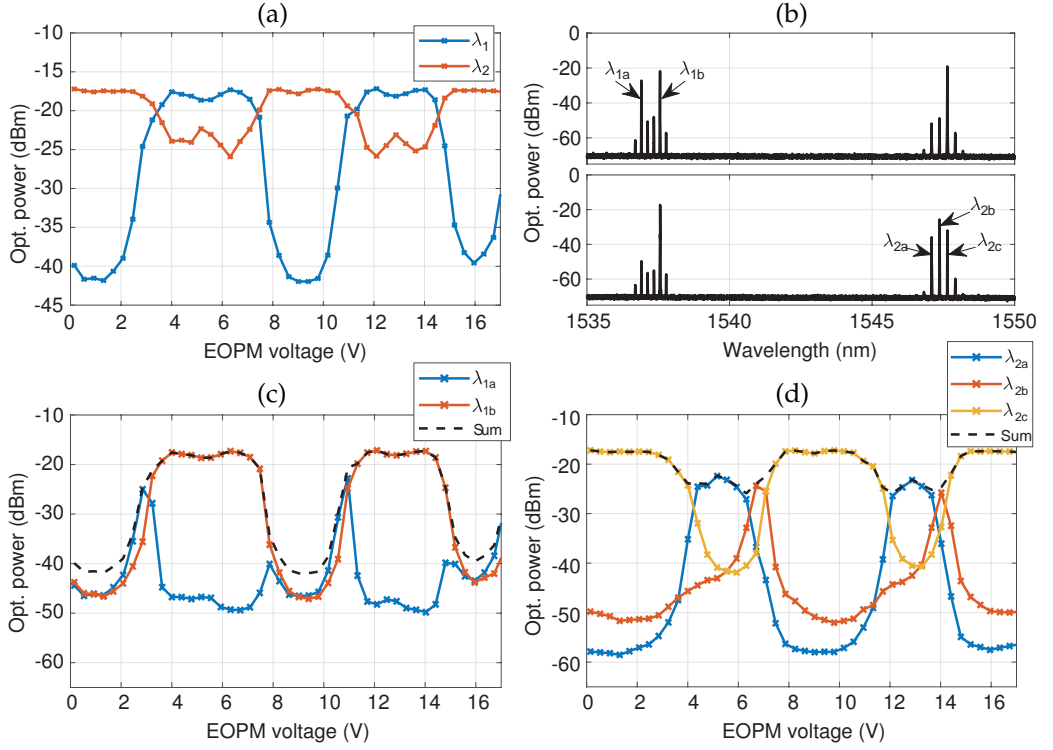 (a)
λ1
λ2
-10
-15
-20
-25
-30
-35
-40
-45
Opt. power (dBm)
0 2 4 6 8 10 12 14 16
EOPM voltage (V)
(b)
0
-20
-40
-60
λ1a
λ1b
0
-20
-40
-60
λ2a
λ2b
λ2c
Opt. power (dBm)
1535 1540 1545 1550
Wavelength (nm)
(c)
λ1a
λ1b
Sum
-10
-20
-30
-40
-50
-60
Opt. power (dBm)
0 2 4 6 8 10 12 14 16
EOPM voltage (V)
(d)
λ2a
λ2b
λ2c
Sum
-10
-20
-30
-40
-50
-60
Opt. power (dBm)
0 2 4 6 8 10 12 14 16
EOPM voltage (V)